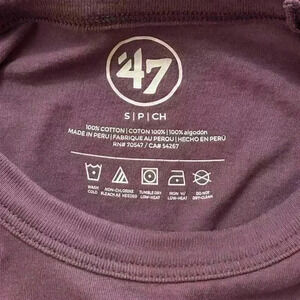 '47
S | P | CH
100% COTTON | COTON 100% | 100% algodón
MADE IN PERU | FABRIQUÉ AU PEROU | HECHO EN PERÚ
RN# 70547 / CA# 54267
WASH COLD
NON-CHLORINE BLEACH AS NEEDED
TUMBLE DRY LOW-HEAT
IRON W/ LOW-HEAT
DO NOT DRY-CLEAN